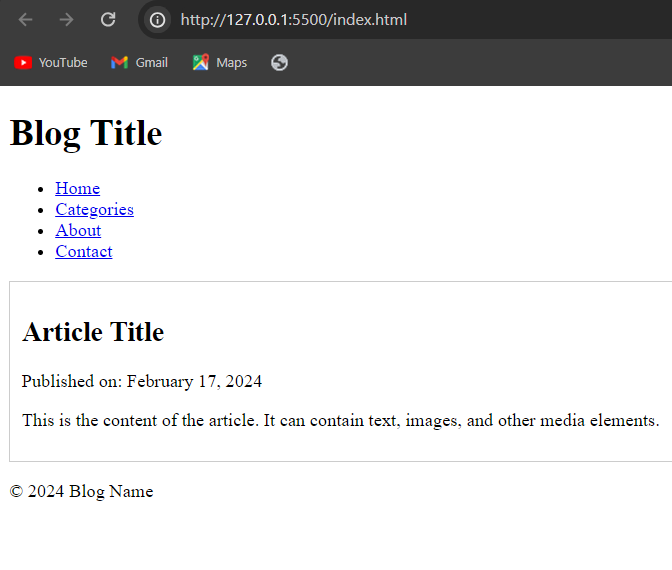 http://127.0.0.1:5500/index.html
YouTube Gmail Maps
Blog Title
Home
Categories
About
Contact
Article Title
Published on: February 17, 2024
This is the content of the article. It can contain text, images, and other media elements.
© 2024 Blog Name